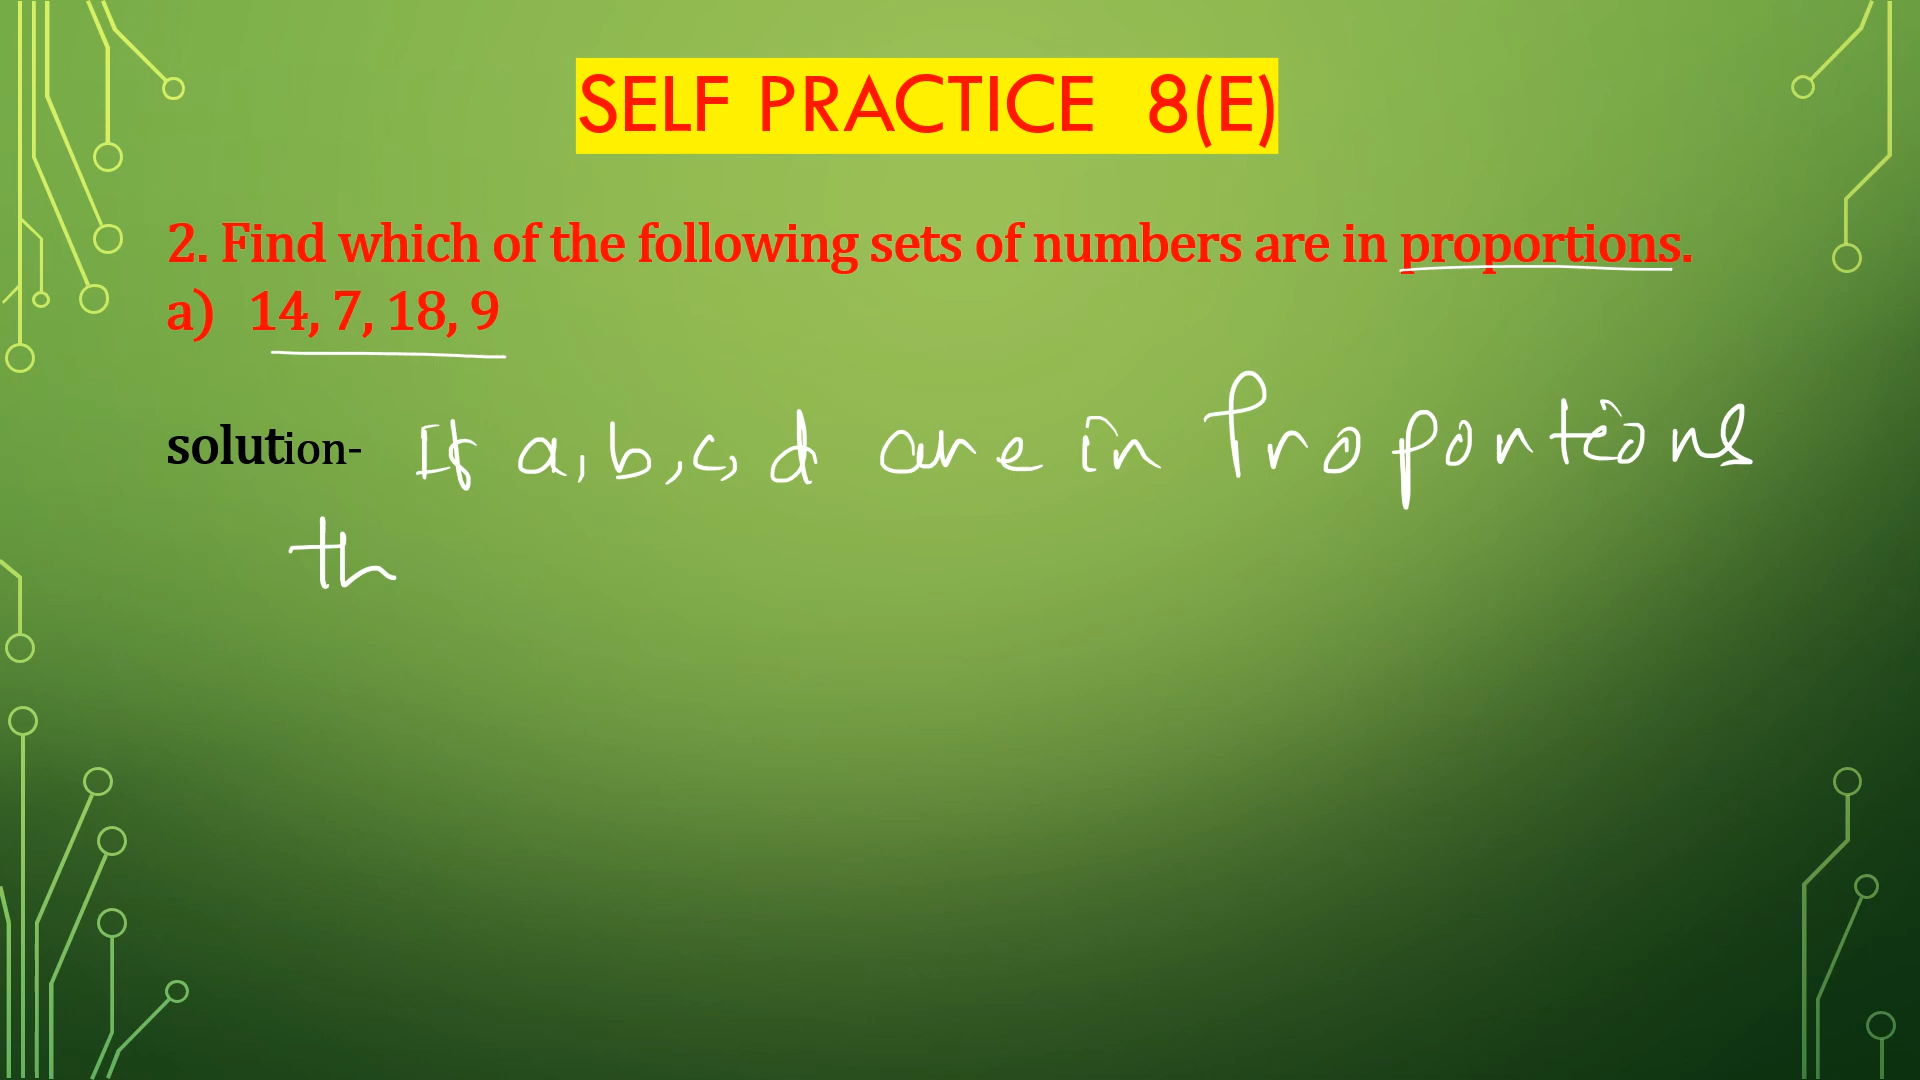 SELF PRACTICE 8(E)
2. Find which of the following sets of numbers are in proportions.
a) 14, 7, 18, 9
solution- If a, b, c, d are in Proportions
th